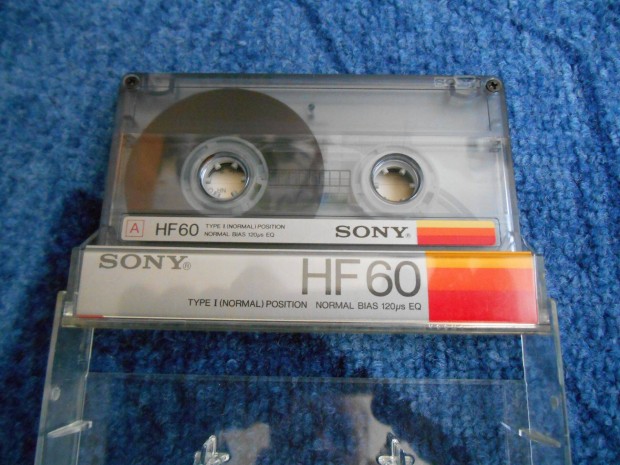 A HF60 TYPE I (NORMAL) POSITION
NORMAL BIAS 120μs EQ
SONY®
SONY®
HF60
TYPE I (NORMAL) POSITION NORMAL BIAS 120μs EQ